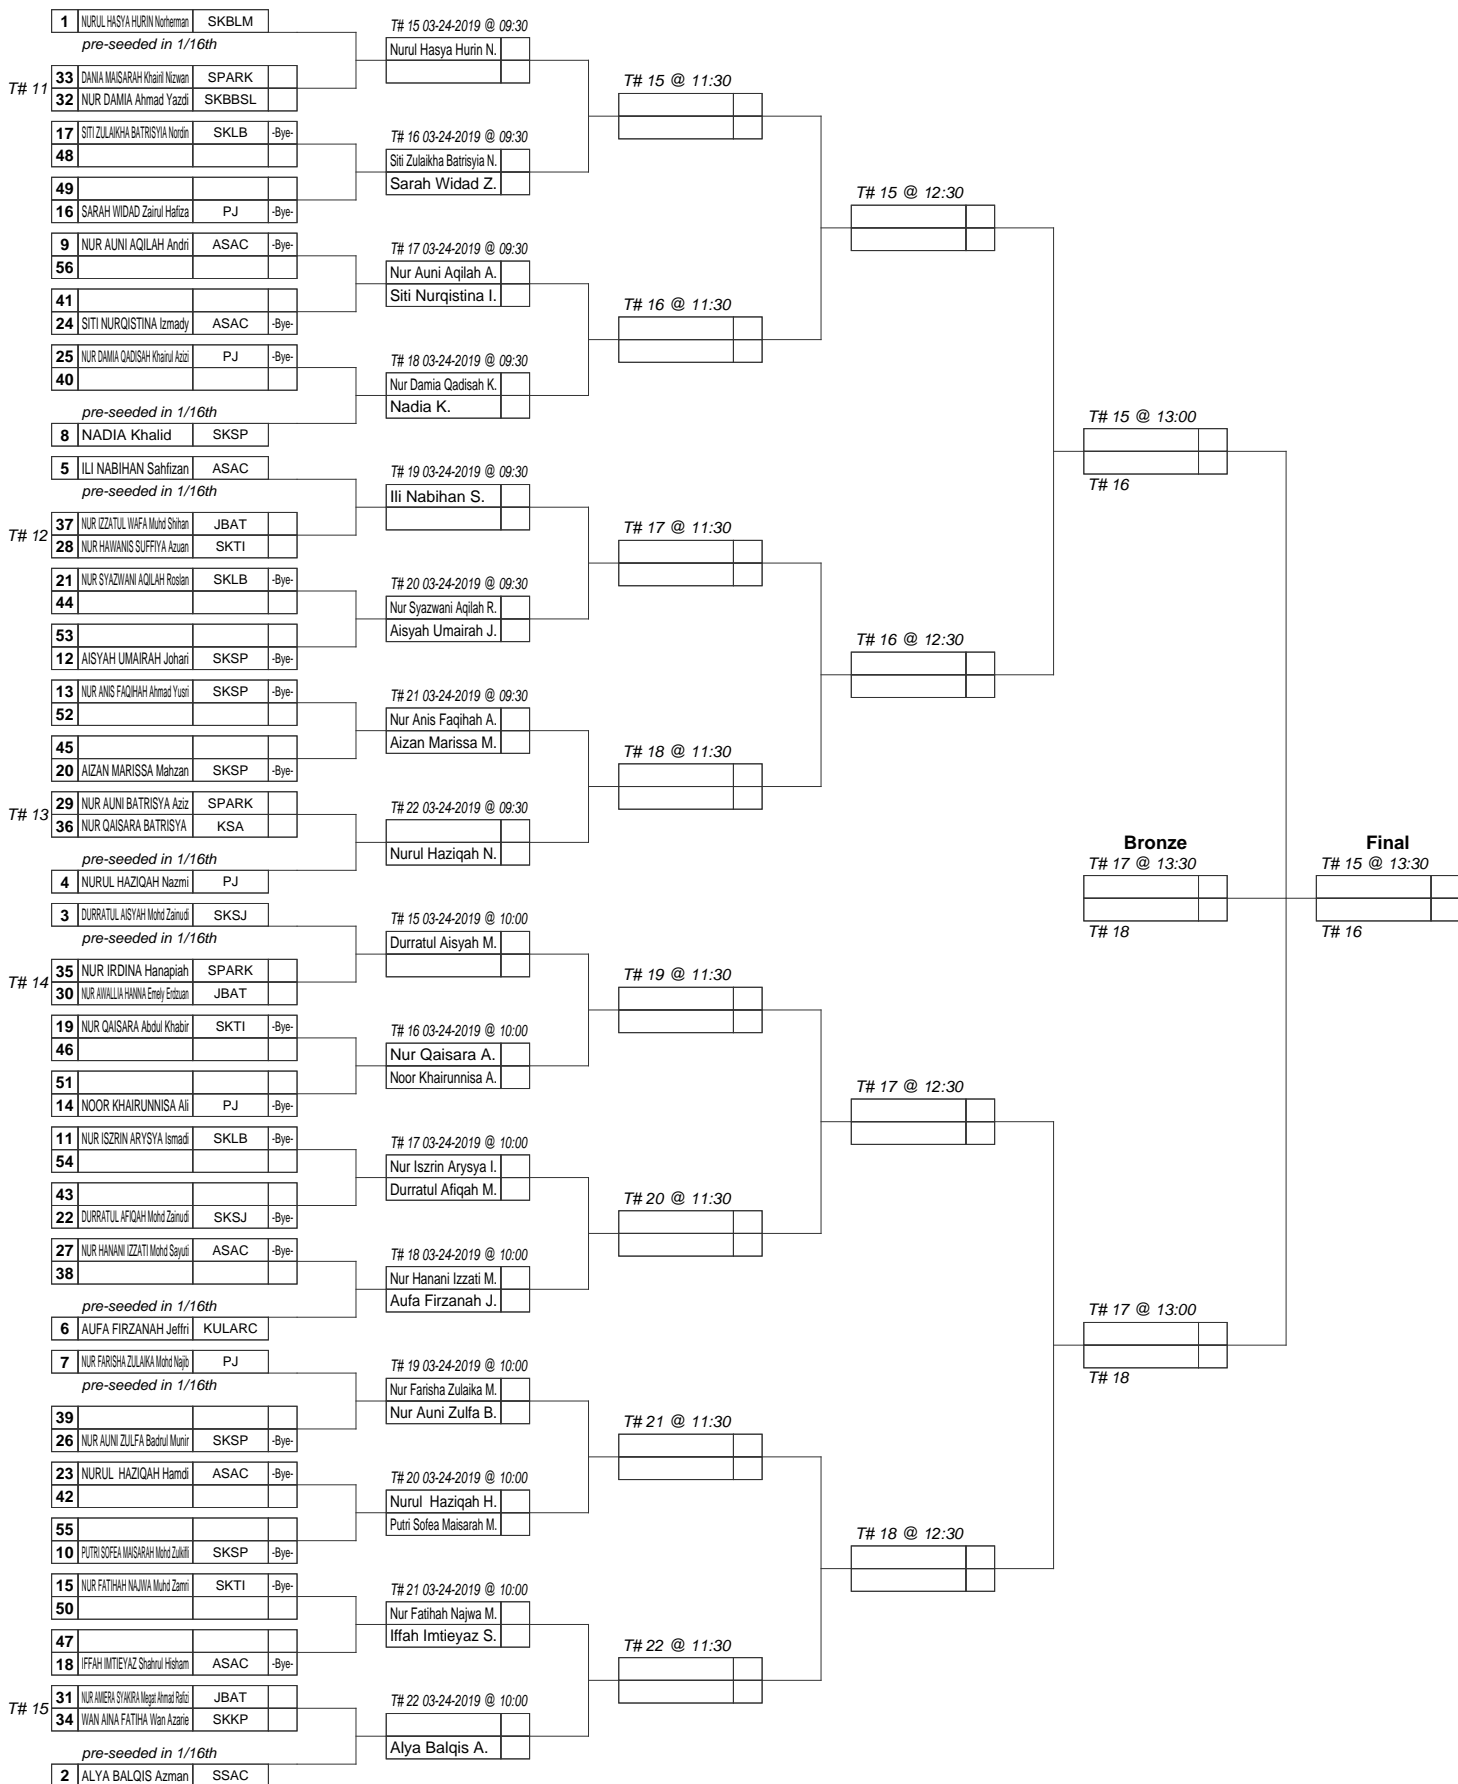 1 NURUL HASYA HURIN Norherman SKBLM
pre-seeded in 1/16th
T# 11
33 DANIA MAISARAH Khairil Nizwan SPARK
32 NUR DAMIA Ahmad Yazdi SKBBSL
17 SITI ZULAIKHA BATRISYIA Nordin SKLB -Bye-
48
49
16 SARAH WIDAD Zairul Hafiza PJ -Bye-
9 NUR AUNI AQILAH Andri ASAC -Bye-
56
41
24 SITI NURQISTINA Izmady ASAC -Bye-
25 NUR DAMIA QADISAH Khairul Azizi PJ -Bye-
40
pre-seeded in 1/16th
8 NADIA Khalid SKSP
5 ILI NABIHAN Sahfizan ASAC
pre-seeded in 1/16th
T# 12
37 NUR IZZATUL WAFA Muhd Shihan JBAT
28 NUR HAWANIS SUFFIYA Azuan SKTI
21 NUR SYAZWANI AQILAH Roslan SKLB -Bye-
44
53
12 AISYAH UMAIRAH Johari SKSP -Bye-
13 NUR ANIS FAQIHAH Ahmad Yusri SKSP -Bye-
52
45
20 AIZAN MARISSA Mahzan SKSP -Bye-
T# 13
29 NUR AUNI BATRISYA Aziz SPARK
36 NUR QAISARA BATRISYA KSA
pre-seeded in 1/16th
4 NURUL HAZIQAH Nazmi PJ
3 DURRATUL AISYAH Mohd Zainudi SKSJ
pre-seeded in 1/16th
T# 14
35 NUR IRDINA Hanapiah SPARK
30 NUR AWALLIA HANNA Emely Erdzuan JBAT
19 NUR QAISARA Abdul Khabir SKTI -Bye-
46
51
14 NOOR KHAIRUNNISA Ali PJ -Bye-
11 NUR ISZRIN ARYSYA Ismadi SKLB -Bye-
54
43
22 DURRATUL AFIQAH Mohd Zainudi SKSJ -Bye-
27 NUR HANANI IZZATI Mohd Sayuti ASAC -Bye-
38
pre-seeded in 1/16th
6 AUFA FIRZANAH Jeffri KULARC
7 NUR FARISHA ZULAIKA Mohd Najib PJ
pre-seeded in 1/16th
39
26 NUR AUNI ZULFA Badrul Munir SKSP -Bye-
23 NURUL HAZIQAH Hamdi ASAC -Bye-
42
55
10 PUTRI SOFEA MAISARAH Mohd Zulkifli SKSP -Bye-
15 NUR FATIHAH NAJWA Muhd Zamri SKTI -Bye-
50
47
18 IFFAH IMTIEYAZ Shahrul Hisham ASAC -Bye-
T# 15
31 NUR AMIERA SYAKIRA Megat Ahmad Rafizi JBAT
34 WAN AINA FATIHA Wan Azarie SKKP
pre-seeded in 1/16th
2 ALYA BALQIS Azman SSAC
T# 15 03-24-2019 @ 09:30
Nurul Hasya Hurin N.
T# 16 03-24-2019 @ 09:30
Siti Zulaikha Batrisyia N.
Sarah Widad Z.
T# 17 03-24-2019 @ 09:30
Nur Auni Aqilah A.
Siti Nurqistina I.
T# 18 03-24-2019 @ 09:30
Nur Damia Qadisah K.
Nadia K.
T# 19 03-24-2019 @ 09:30
Ili Nabihan S.
T# 20 03-24-2019 @ 09:30
Nur Syazwani Aqilah R.
Aisyah Umairah J.
T# 21 03-24-2019 @ 09:30
Nur Anis Faqihah A.
Aizan Marissa M.
T# 22 03-24-2019 @ 09:30
Nurul Haziqah N.
T# 15 03-24-2019 @ 10:00
Durratul Aisyah M.
T# 16 03-24-2019 @ 10:00
Nur Qaisara A.
Noor Khairunnisa A.
T# 17 03-24-2019 @ 10:00
Nur Iszrin Arysya I.
Durratul Afiqah M.
T# 18 03-24-2019 @ 10:00
Nur Hanani Izzati M.
Aufa Firzanah J.
T# 19 03-24-2019 @ 10:00
Nur Farisha Zulaika M.
Nur Auni Zulfa B.
T# 20 03-24-2019 @ 10:00
Nurul Haziqah H.
Putri Sofea Maisarah M.
T# 21 03-24-2019 @ 10:00
Nur Fatihah Najwa M.
Iffah Imtieyaz S.
T# 22 03-24-2019 @ 10:00
Alya Balqis A.
T# 15 @ 11:30
T# 16 @ 11:30
T# 17 @ 11:30
T# 18 @ 11:30
T# 19 @ 11:30
T# 20 @ 11:30
T# 21 @ 11:30
T# 22 @ 11:30
T# 15 @ 12:30
T# 16 @ 12:30
T# 17 @ 12:30
T# 18 @ 12:30
T# 15 @ 13:00
T# 16
Bronze
T# 17 @ 13:30
T# 18
T# 17 @ 13:00
T# 18
Final
T# 15 @ 13:30
T# 16